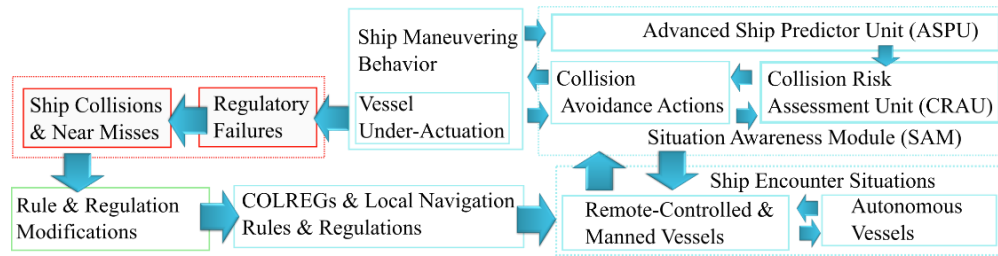 Ship Maneuvering
Behavior
Vessel
Under-Actuation
Advanced Ship Predictor Unit (ASPU)
Collision
Avoidance Actions
Collision Risk
Assessment Unit (CRAU)
Situation Awareness Module (SAM)
Ship Collisions
& Near Misses
Regulatory
Failures
Rule & Regulation
Modifications
COLREGs & Local Navigation
Rules & Regulations
Ship Encounter Situations
Remote-Controlled &
Manned Vessels
Autonomous
Vessels